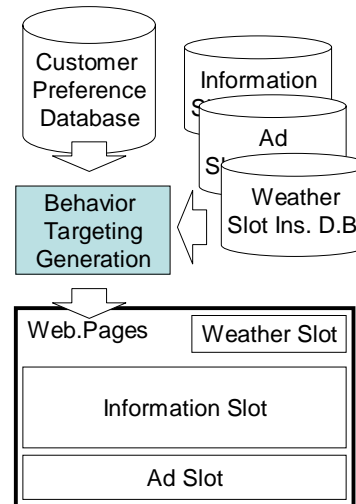 Customer
Preference
Database
Information
Ad
Weather
Slot Ins. D.B
Behavior
Targeting
Generation
Web.Pages
Weather Slot
Information Slot
Ad Slot